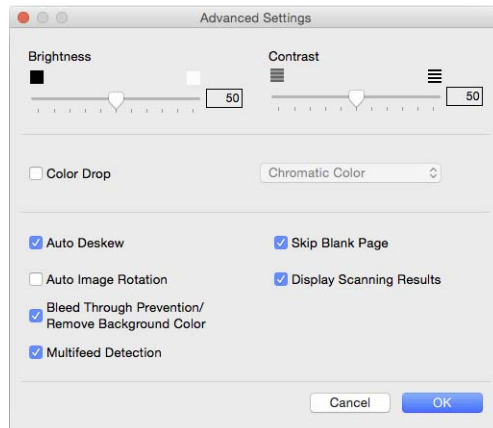 Advanced Settings
Brightness
Contrast
50
50
Color Drop
Chromatic Color
Auto Deskew
Skip Blank Page
Auto Image Rotation
Display Scanning Results
Bleed Through Prevention/
Remove Background Color
Multifeed Detection
Cancel
OK